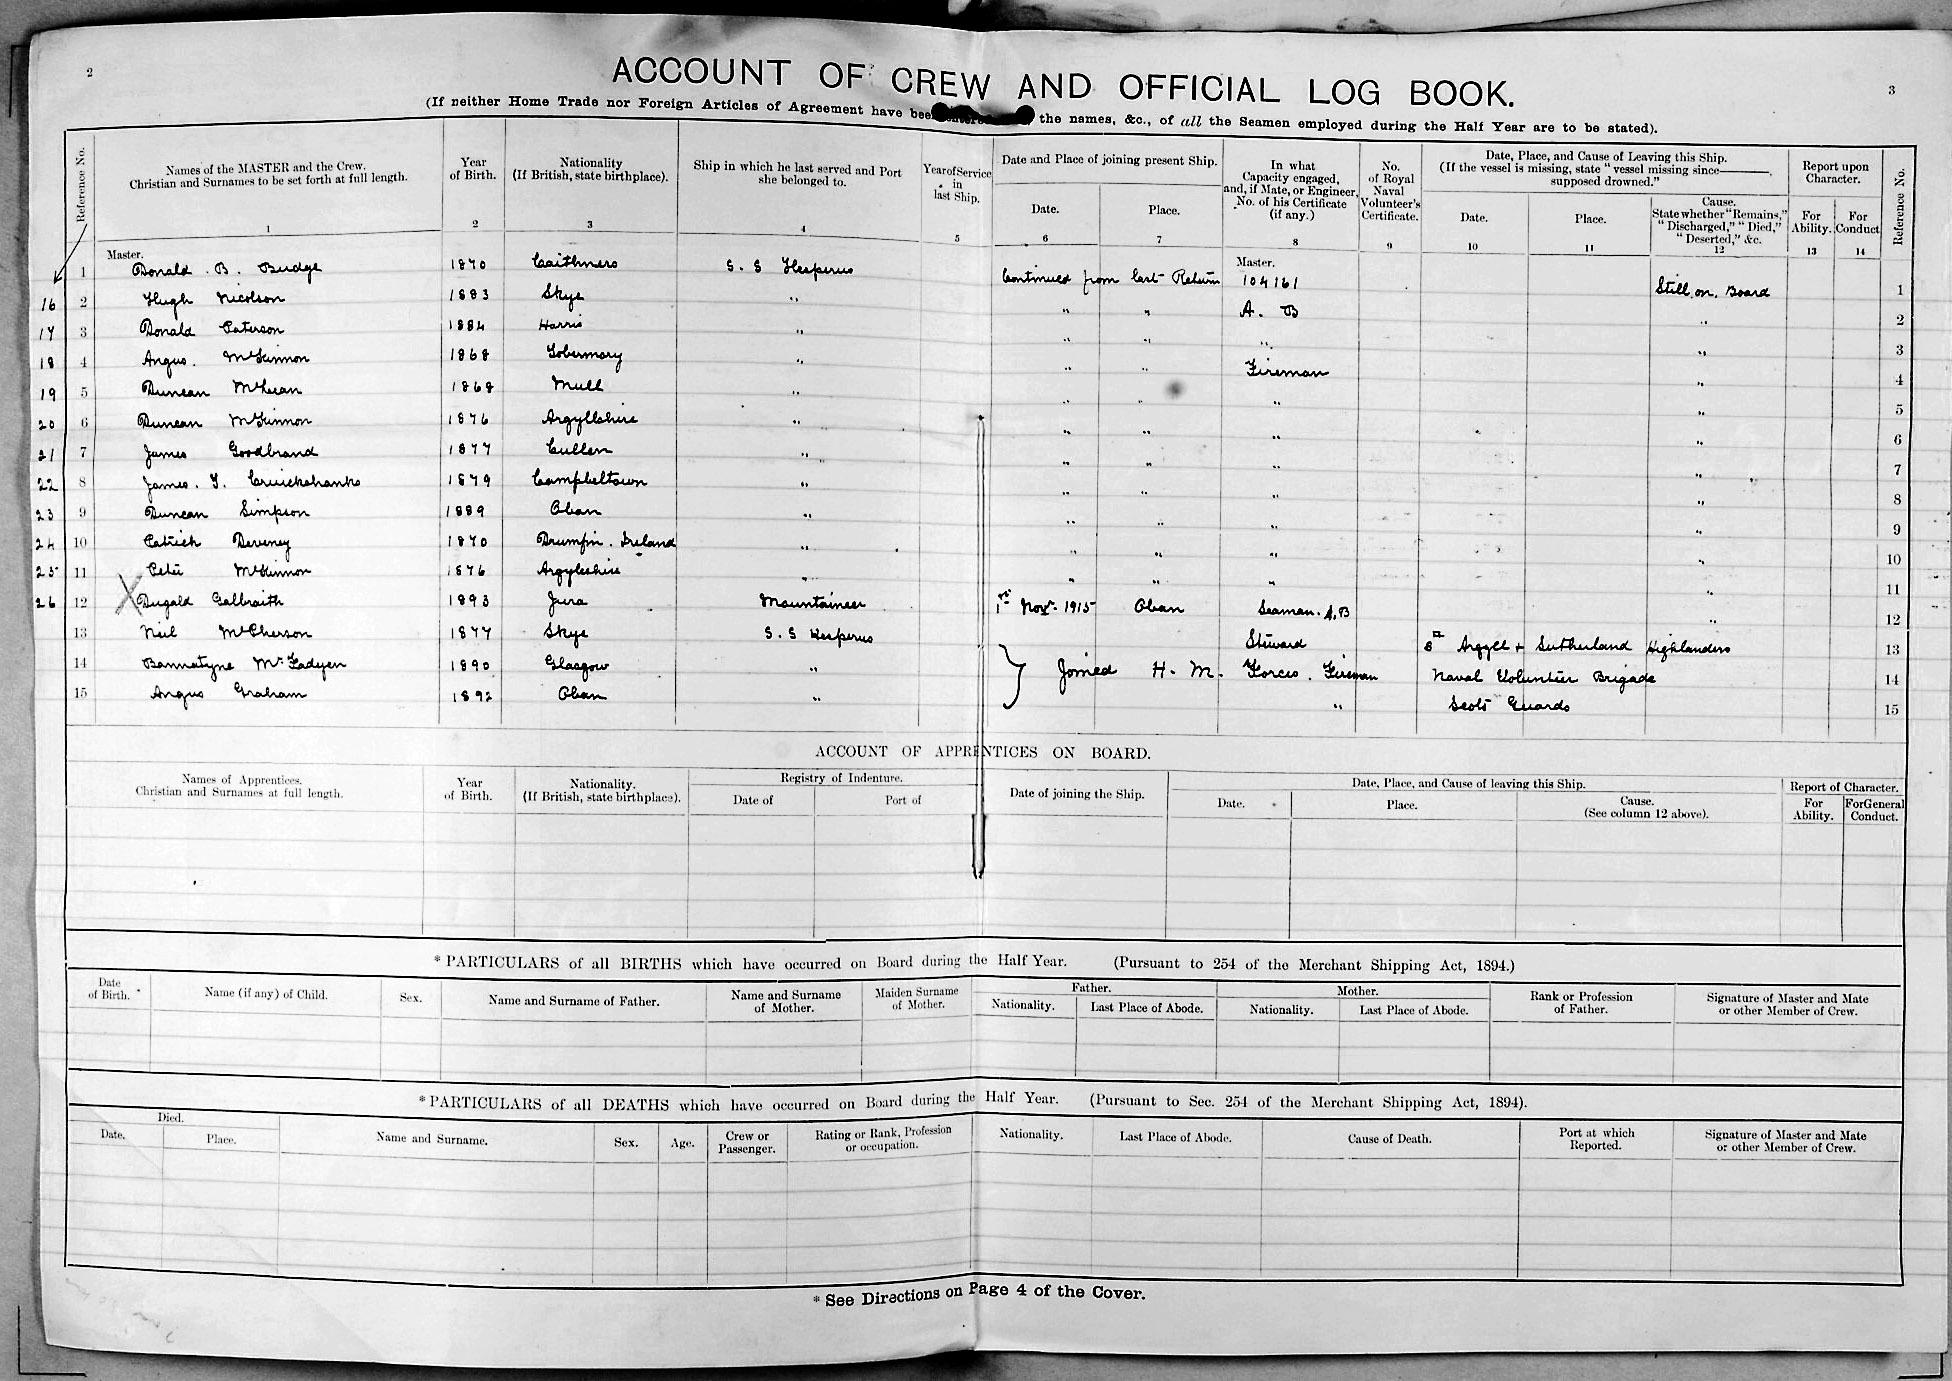 2
3
ACCOUNT OF CREW AND OFFICIAL LOG BOOK.
(If neither Home Trade nor Foreign Articles of Agreement have been the names, &c., of all the Seamen employed during the Half Year are to be stated).
Reference No.
Names of the MASTER and the Crew. Christian and Surnames to be set forth at full length. 1
Year of Birth. 2
Nationality (If British, state birthplace). 3
Ship in which he last served and Port she belonged to. 4
Year of Service in last Ship. 5
Date and Place of joining present Ship.
Date. 6
Place. 7
In what Capacity engaged, and, if Mate, or Engineer, No. of his Certificate (if any.) 8
No. of Royal Naval Volunteer's Certificate. 9
Date, Place, and Cause of Leaving this Ship. (If the vessel is missing, state "vessel missing since———, supposed drowned."
Date. 10
Place. 11
Cause. State whether "Remains," "Discharged," "Died," "Deserted," &c. 12
Report upon Character.
For Ability. 13
For Conduct 14
Reference No.
Master. Master.
1 Donald . B. Budge 1870 Caithness S. S Hesperus Continued from last Return 104161 Still on Board 1
16 2 Hugh Nicolson 1883 Skye " " " A. B " 2
17 3 Donald Paterson 1884 Harris " " " " " 3
18 4 Angus. McKinnon 1868 Tobermory " " " Fireman " 4
19 5 Duncan McLean 1868 Mull " " " " " 5
20 6 Duncan McKinnon 1876 Argyllshire " " " " " 6
21 7 James Goodbrand 1877 Cullen " " " " " 7
22 8 James. T. Cruickshanks 1879 Campbeltown " " " " " 8
23 9 Duncan Simpson 1889 Oban " " " " " 9
24 10 Patrick Deveney 1870 Ireland " " " " " 10
25 11 Peter McKinnon 1876 Argyleshire " " " " " 11
26 X 12 Dugald Galbraith 1893 Jura Mountaineer 1st Novr. 1915 Oban Seaman. A,B " 12
13 Neil McPherson 1877 Skye S. S Hesperus Steward 8th Argyll & Sutherland Highlanders 13
14 Bannatyne McFadyen 1890 Glasgow " Joined H. M. Forces. Fireman Naval Volunteer Brigade 14
15 Angus Graham 1892 Oban " " Scots Guards 15
ACCOUNT OF APPRENTICES ON BOARD.
Names of Apprentices. Christian and Surnames at full length.
Year of Birth.
Nationality. (If British, state birthplace).
Registry of Indenture.
Date of
Port of
Date of joining the Ship.
Date, Place, and Cause of leaving this Ship.
Date.
Place.
Cause. (See column 12 above).
Report of Character.
For Ability.
For General Conduct.
* PARTICULARS of all BIRTHS which have occurred on Board during the Half Year. (Pursuant to 254 of the Merchant Shipping Act, 1894.)
Date of Birth.
Name (if any) of Child.
Sex.
Name and Surname of Father.
Name and Surname of Mother.
Maiden Surname of Mother.
Father.
Nationality.
Last Place of Abode.
Mother.
Nationality.
Last Place of Abode.
Rank or Profession of Father.
Signature of Master and Mate or other Member of Crew.
* PARTICULARS of all DEATHS which have occurred on Board during the Half Year. (Pursuant to Sec. 254 of the Merchant Shipping Act, 1894).
Died.
Date.
Place.
Name and Surname.
Sex.
Age.
Crew or Passenger.
Rating or Rank, Profession or occupation.
Nationality.
Last Place of Abode.
Cause of Death.
Port at which Reported.
Signature of Master and Mate or other Member of Crew.
* See Directions on Page 4 of the Cover.